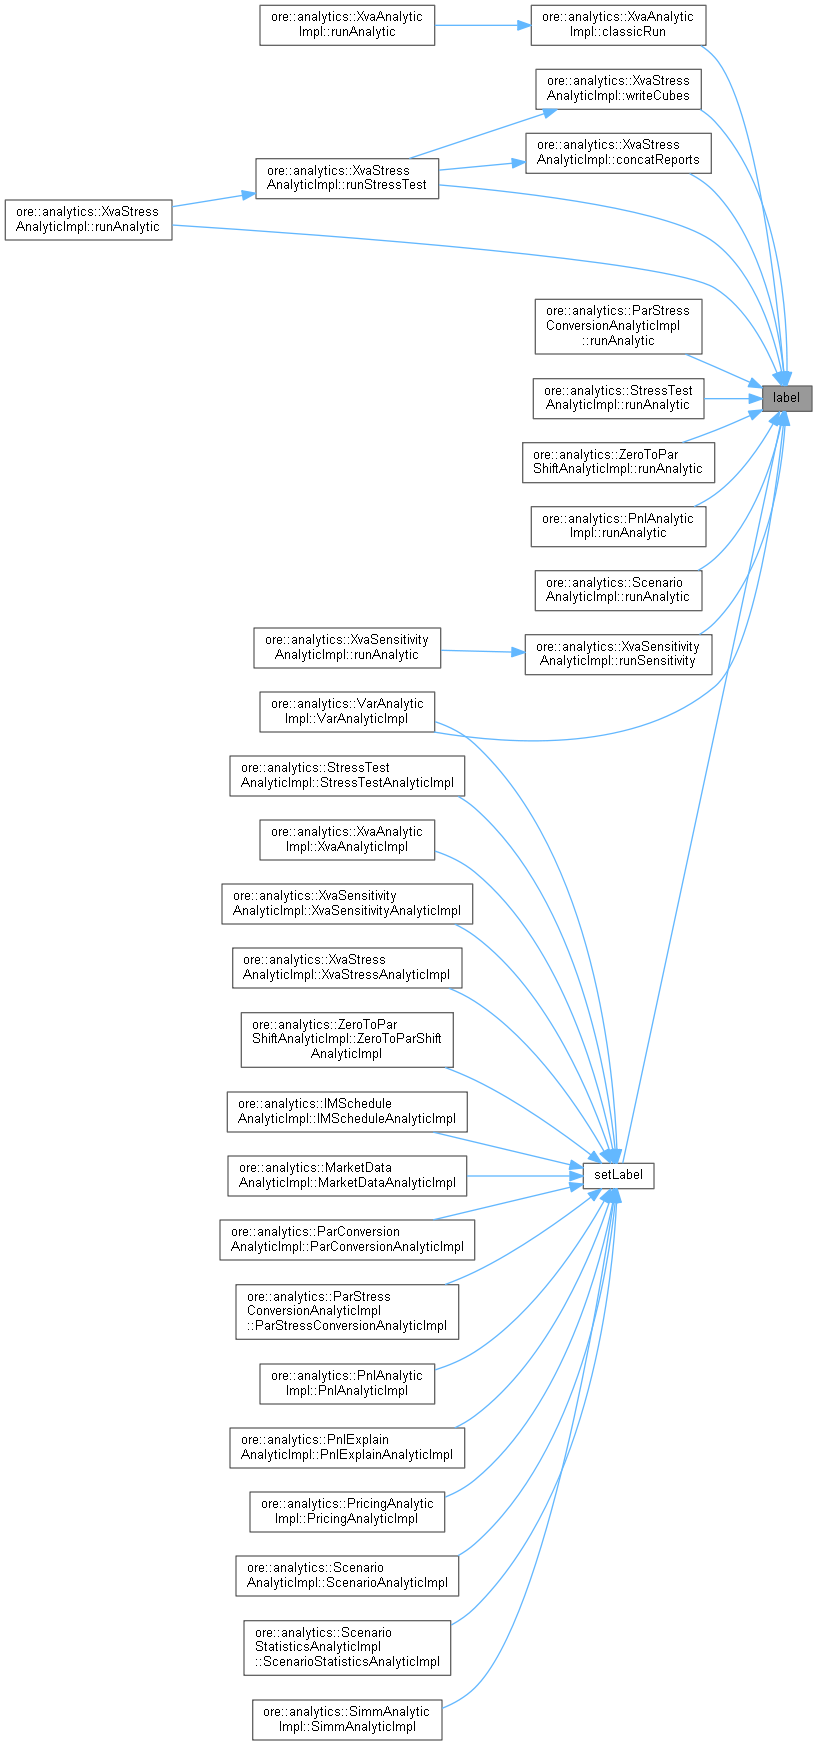 ore::analytics::XvaAnalytic
Impl::runAnalytic
ore::analytics::XvaAnalytic
Impl::classicRun
ore::analytics::XvaStress
AnalyticImpl::writeCubes
ore::analytics::XvaStress
AnalyticImpl::concatReports
ore::analytics::XvaStress
AnalyticImpl::runStressTest
ore::analytics::XvaStress
AnalyticImpl::runAnalytic
ore::analytics::ParStress
ConversionAnalyticImpl
::runAnalytic
ore::analytics::StressTest
AnalyticImpl::runAnalytic
label
ore::analytics::ZeroToPar
ShiftAnalyticImpl::runAnalytic
ore::analytics::PnlAnalytic
Impl::runAnalytic
ore::analytics::Scenario
AnalyticImpl::runAnalytic
ore::analytics::XvaSensitivity
AnalyticImpl::runAnalytic
ore::analytics::XvaSensitivity
AnalyticImpl::runSensitivity
ore::analytics::VarAnalytic
Impl::VarAnalyticImpl
ore::analytics::StressTest
AnalyticImpl::StressTestAnalyticImpl
ore::analytics::XvaAnalytic
Impl::XvaAnalyticImpl
ore::analytics::XvaSensitivity
AnalyticImpl::XvaSensitivityAnalyticImpl
ore::analytics::XvaStress
AnalyticImpl::XvaStressAnalyticImpl
ore::analytics::ZeroToPar
ShiftAnalyticImpl::ZeroToParShift
AnalyticImpl
ore::analytics::IMSchedule
AnalyticImpl::IMScheduleAnalyticImpl
ore::analytics::MarketData
AnalyticImpl::MarketDataAnalyticImpl
setLabel
ore::analytics::ParConversion
AnalyticImpl::ParConversionAnalyticImpl
ore::analytics::ParStress
ConversionAnalyticImpl
::ParStressConversionAnalyticImpl
ore::analytics::PnlAnalytic
Impl::PnlAnalyticImpl
ore::analytics::PnlExplain
AnalyticImpl::PnlExplainAnalyticImpl
ore::analytics::PricingAnalytic
Impl::PricingAnalyticImpl
ore::analytics::Scenario
AnalyticImpl::ScenarioAnalyticImpl
ore::analytics::Scenario
StatisticsAnalyticImpl
::ScenarioStatisticsAnalyticImpl
ore::analytics::SimmAnalytic
Impl::SimmAnalyticImpl